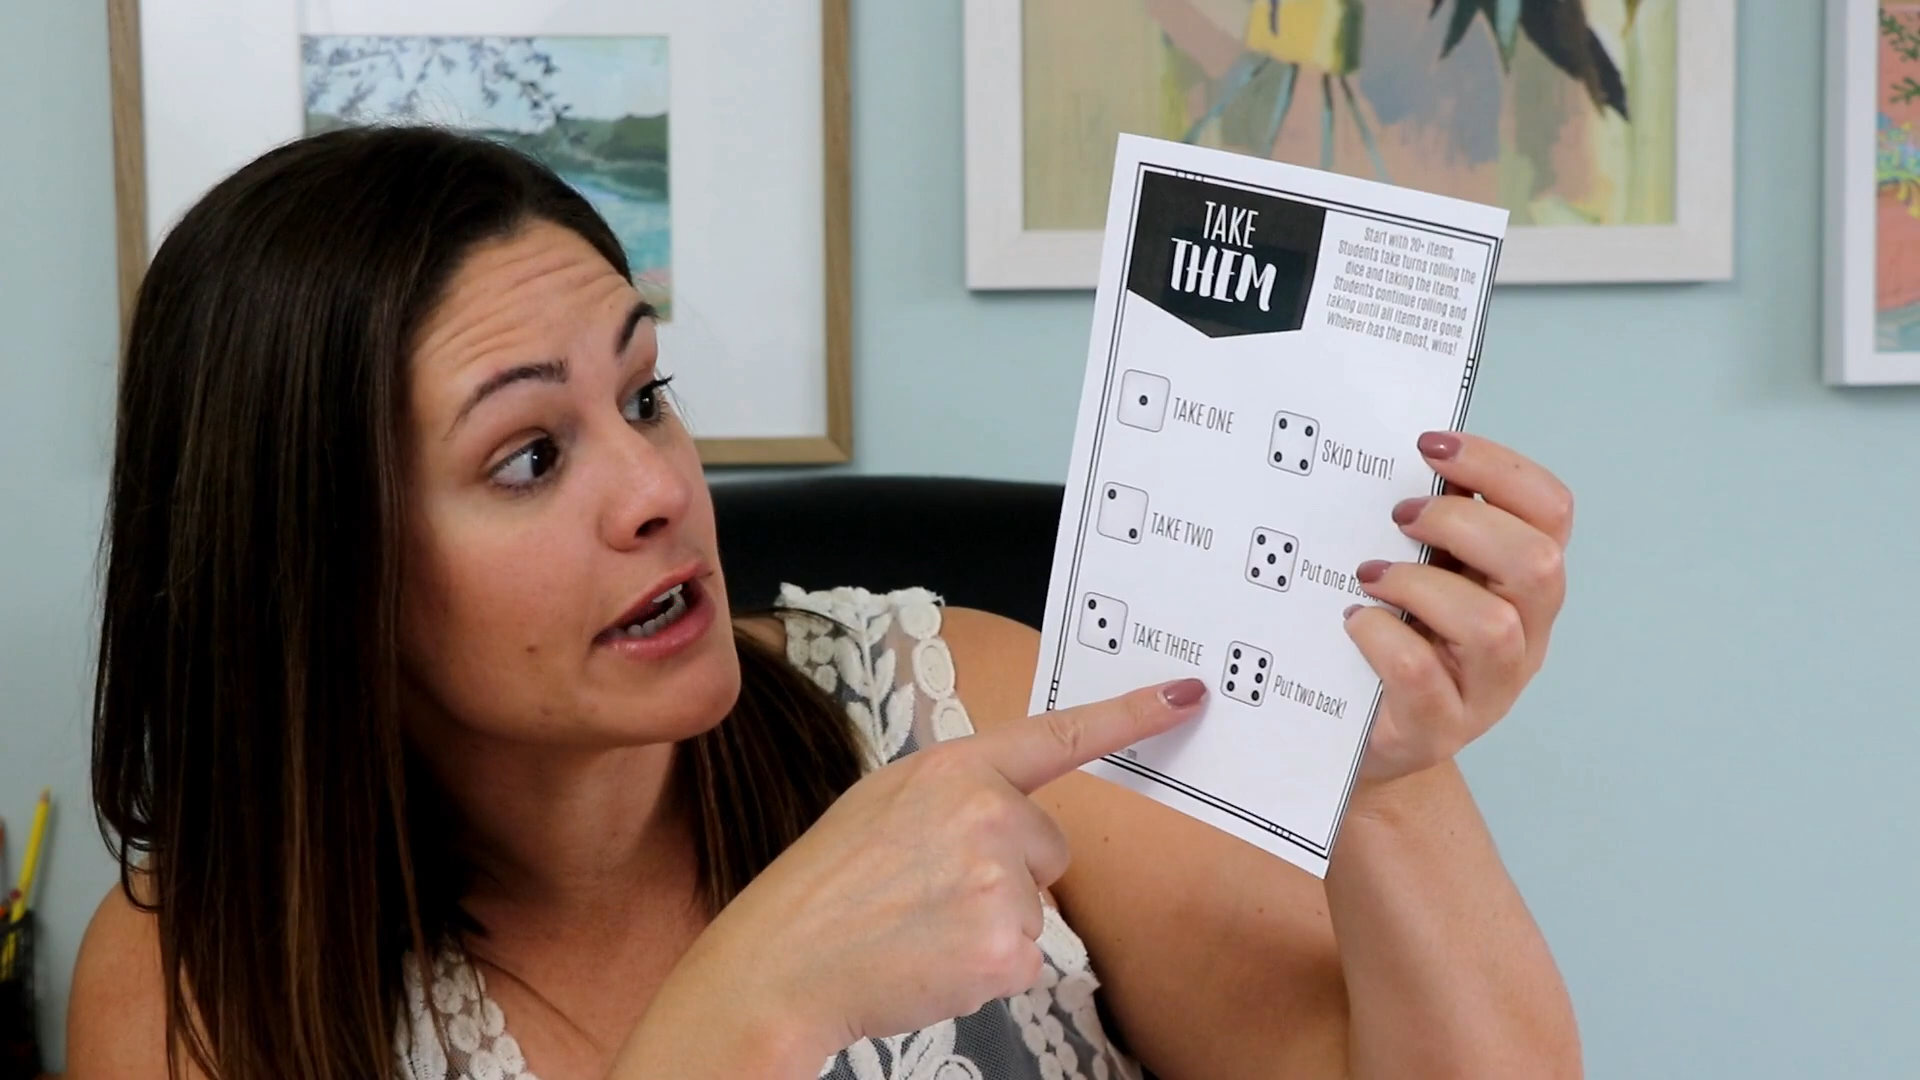 TAKE
THEM
Start with 20+ items.
Students take turns rolling the
dice and taking the items.
Students continue rolling and
taking until all items are gone.
Whoever has the most, wins!
TAKE ONE
Skip turn!
TAKE TWO
Put one
TAKE THREE
Put two back!